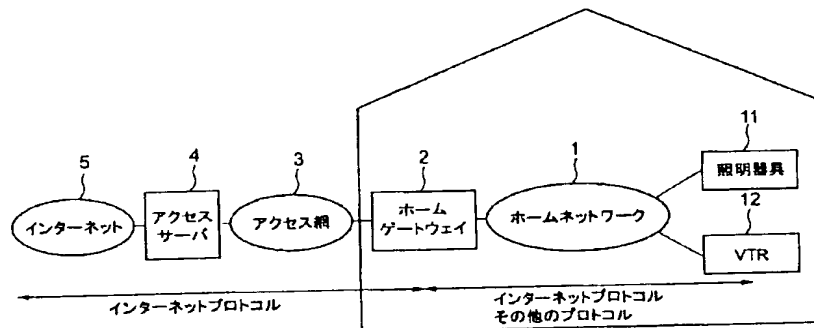 5
4
3
2
1
11
12
インターネット
アクセス
サーバ
アクセス網
ホーム
ゲートウェイ
ホームネットワーク
照明器具
VTR
インターネットプロトコル
インターネットプロトコル
その他のプロトコル